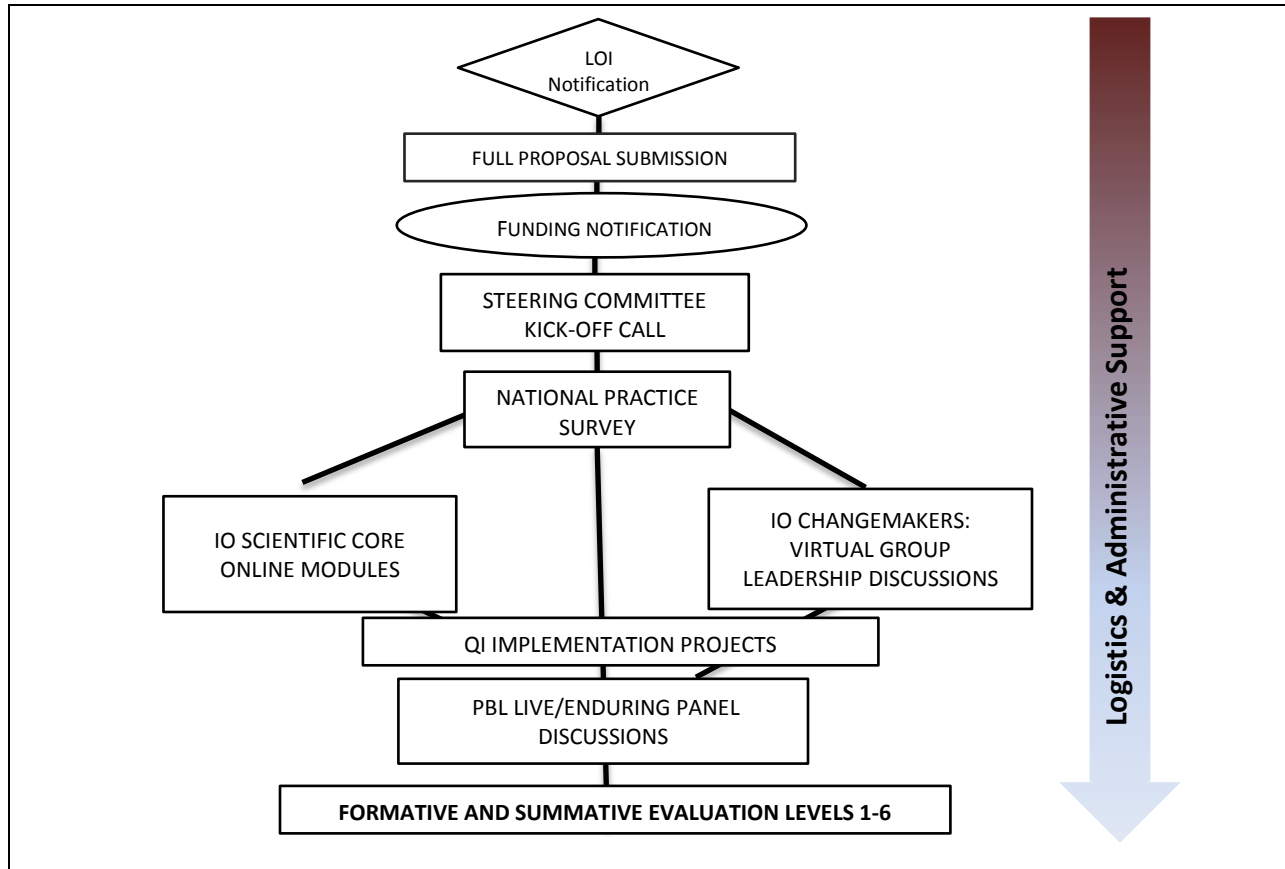 LOI
Notification
FULL PROPOSAL SUBMISSION
FUNDING NOTIFICATION
STEERING COMMITTEE
KICK-OFF CALL
NATIONAL PRACTICE
SURVEY
IO SCIENTIFIC CORE
ONLINE MODULES
IO CHANGEMAKERS:
VIRTUAL GROUP
LEADERSHIP DISCUSSIONS
QI IMPLEMENTATION PROJECTS
PBL LIVE/ENDURING PANEL
DISCUSSIONS
FORMATIVE AND SUMMATIVE EVALUATION LEVELS 1-6
Logistics & Administrative Support